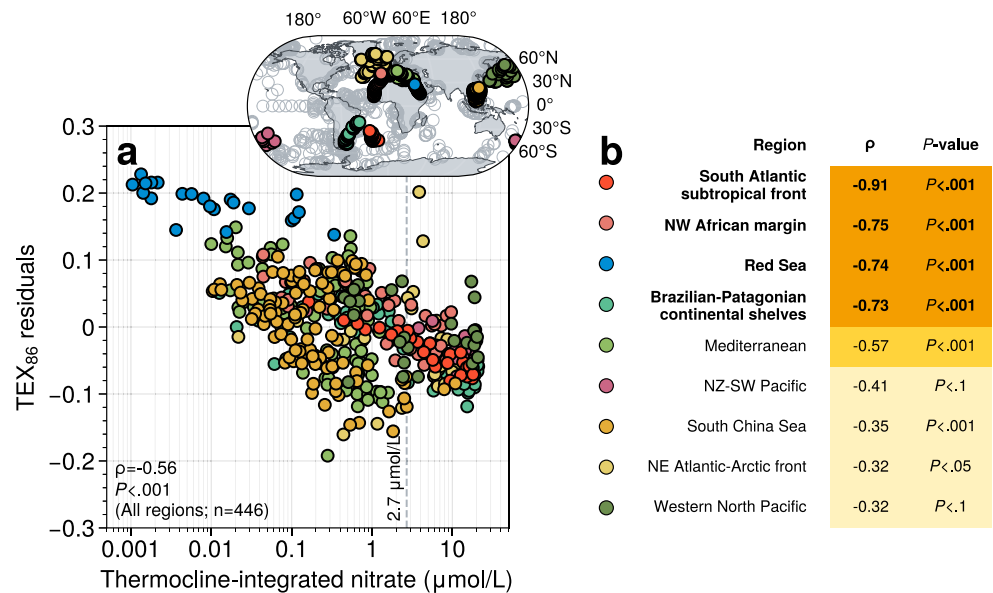 180° 60°W 60°E 180°
60°N
30°N
0°
30°S
60°S
a
0.3
0.2
0.1
0
−0.1
−0.2
−0.3
TEX86 residuals
ρ=-0.56
P<.001
(All regions; n=446)
2.7 μmol/L
0.001 0.01 0.1 1 10
Thermocline-integrated nitrate (μmol/L)
b
Region ρ P-value
South Atlantic
subtropical front -0.91 P<.001
NW African margin -0.75 P<.001
Red Sea -0.74 P<.001
Brazilian-Patagonian
continental shelves -0.73 P<.001
Mediterranean -0.57 P<.001
NZ-SW Pacific -0.41 P<.1
South China Sea -0.35 P<.001
NE Atlantic-Arctic front -0.32 P<.05
Western North Pacific -0.32 P<.1